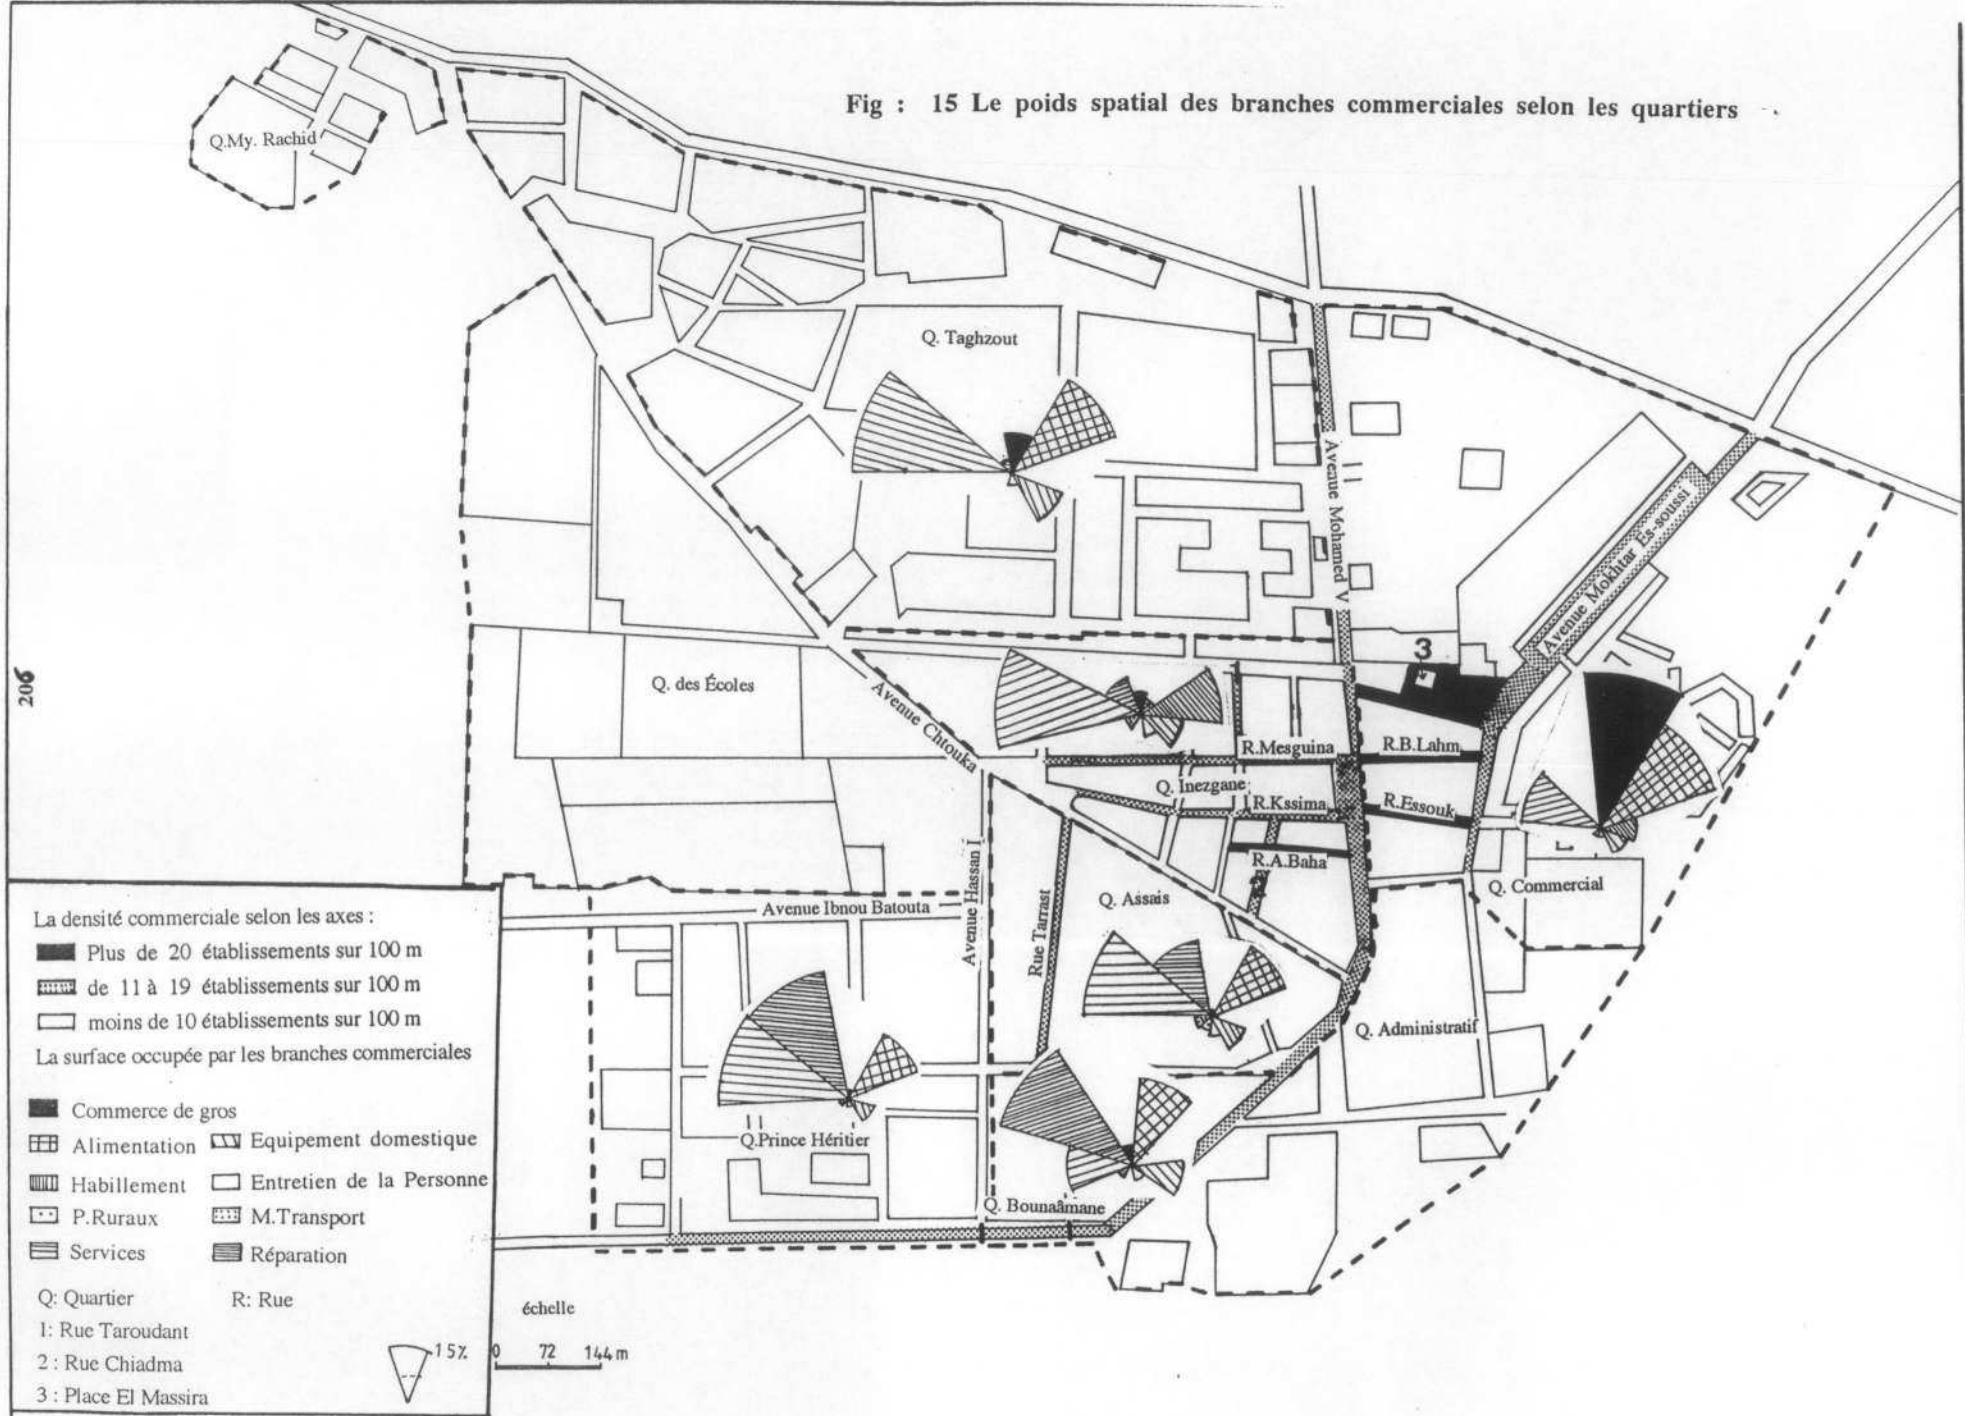 Fig : 15 Le poids spatial des branches commerciales selon les quartiers
Q.My. Rachid
Q. Taghzout
Avenue Mohamed V
Avenue Mokhtar Es-soussi
3
Q. des Écoles
Avenue Chtouka
R.Mesguina
R.B.Lahm
Q. Inezgane
R.Kssima
R.Essouk
R.A.Baha
2
Q. Commercial
Q. Assais
Avenue Hassan I
Avenue Ibnou Batouta
Rue Tarrast
Q. Administratif
Q.Prince Héritier
Q. Bounaâmane
206
La densité commerciale selon les axes :
Plus de 20 établissements sur 100 m
de 11 à 19 établissements sur 100 m
moins de 10 établissements sur 100 m
La surface occupée par les branches commerciales
Commerce de gros
Alimentation Equipement domestique
Habillement Entretien de la Personne
P.Ruraux M.Transport
Services Réparation
Q: Quartier R: Rue
1: Rue Taroudant
2 : Rue Chiadma
3 : Place El Massira
15%
échelle
0 72 144 m